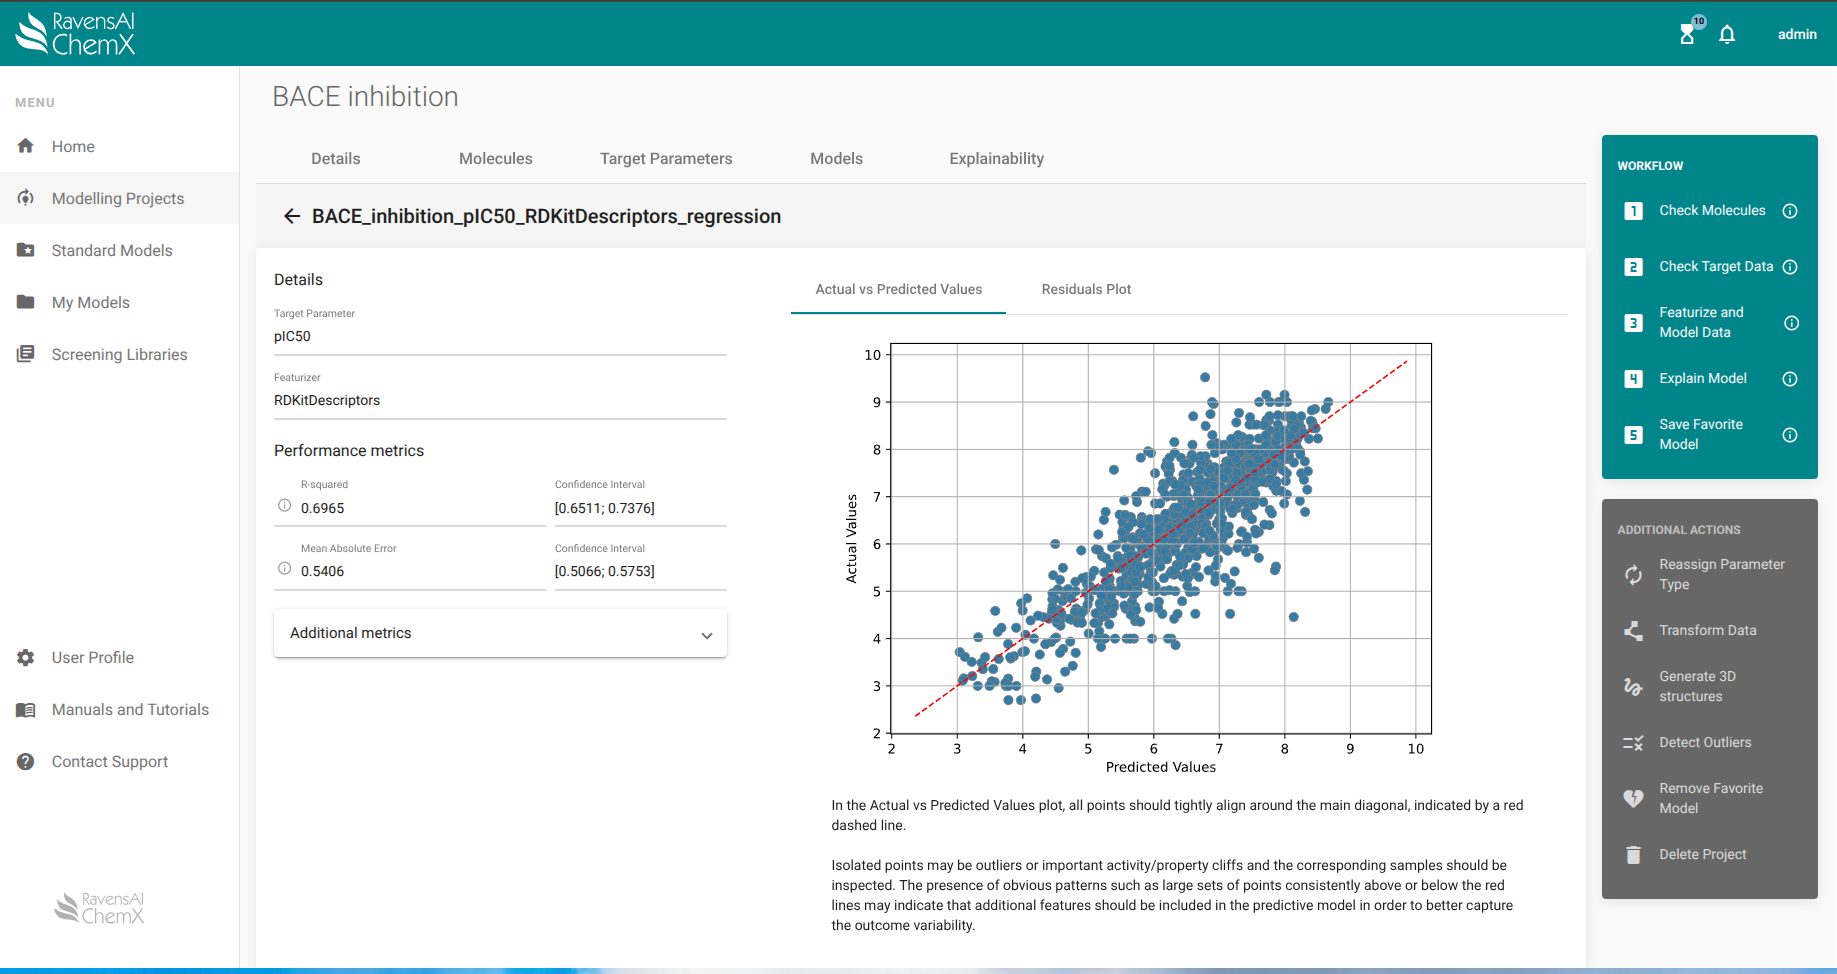 RavensAI
ChemX
10
admin
MENU
Home
Modelling Projects
Standard Models
My Models
Screening Libraries
User Profile
Manuals and Tutorials
Contact Support
RavensAI
ChemX
BACE inhibition
Details
Molecules
Target Parameters
Models
Explainability
BACE_inhibition_pIC50_RDKitDescriptors_regression
Details
Target Parameter
pIC50
Featurizer
RDKitDescriptors
Performance metrics
R-squared
0.6965
Confidence Interval
[0.6511; 0.7376]
Mean Absolute Error
0.5406
Confidence Interval
[0.5066; 0.5753]
Additional metrics
Actual vs Predicted Values
Residuals Plot
10
9
8
7
6
5
4
3
2
Actual Values
2 3 4 5 6 7 8 9 10
Predicted Values
In the Actual vs Predicted Values plot, all points should tightly align around the main diagonal, indicated by a red
dashed line.
Isolated points may be outliers or important activity/property cliffs and the corresponding samples should be
inspected. The presence of obvious patterns such as large sets of points consistently above or below the red
lines may indicate that additional features should be included in the predictive model in order to better capture
the outcome variability.
WORKFLOW
1 Check Molecules
2 Check Target Data
3 Featurize and
Model Data
4 Explain Model
5 Save Favorite
Model
ADDITIONAL ACTIONS
Reassign Parameter
Type
Transform Data
Generate 3D
structures
Detect Outliers
Remove Favorite
Model
Delete Project